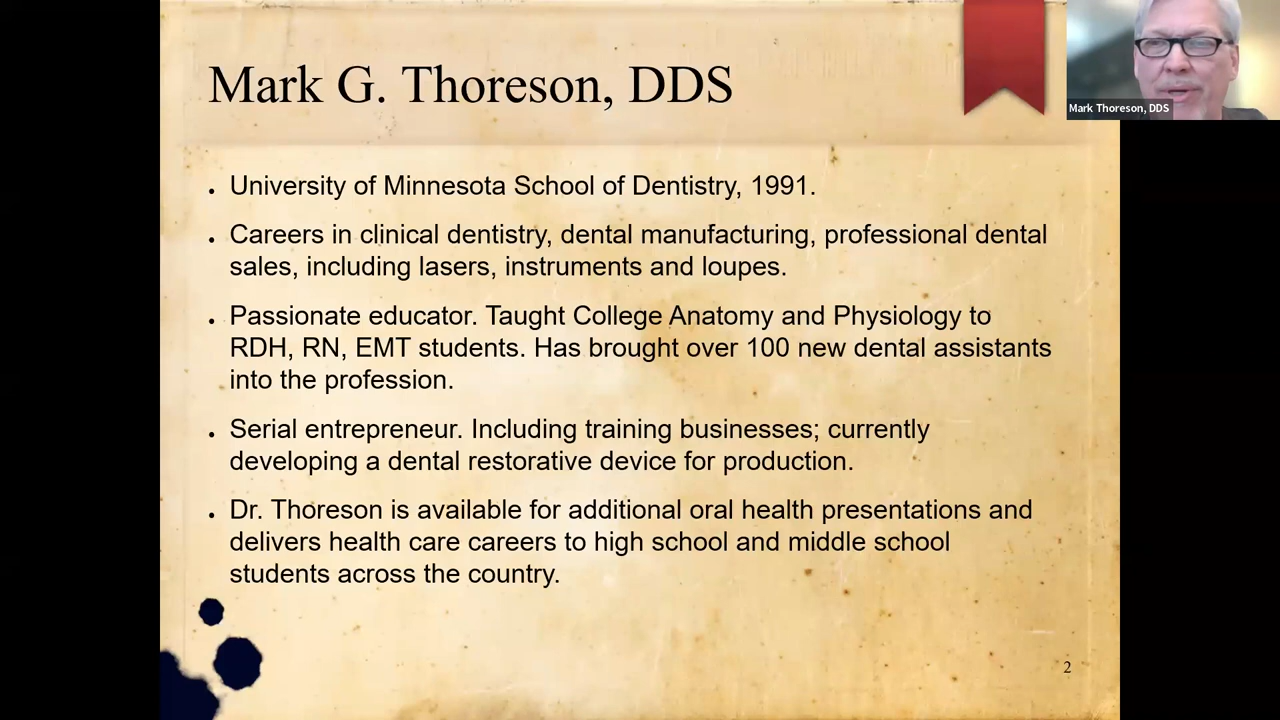 Mark G. Thoreson, DDS
Mark Thoreson, DDS
University of Minnesota School of Dentistry, 1991.
Careers in clinical dentistry, dental manufacturing, professional dental
sales, including lasers, instruments and loupes.
Passionate educator. Taught College Anatomy and Physiology to
RDH, RN, EMT students. Has brought over 100 new dental assistants
into the profession.
Serial entrepreneur. Including training businesses; currently
developing a dental restorative device for production.
Dr. Thoreson is available for additional oral health presentations and
delivers health care careers to high school and middle school
students across the country.
2